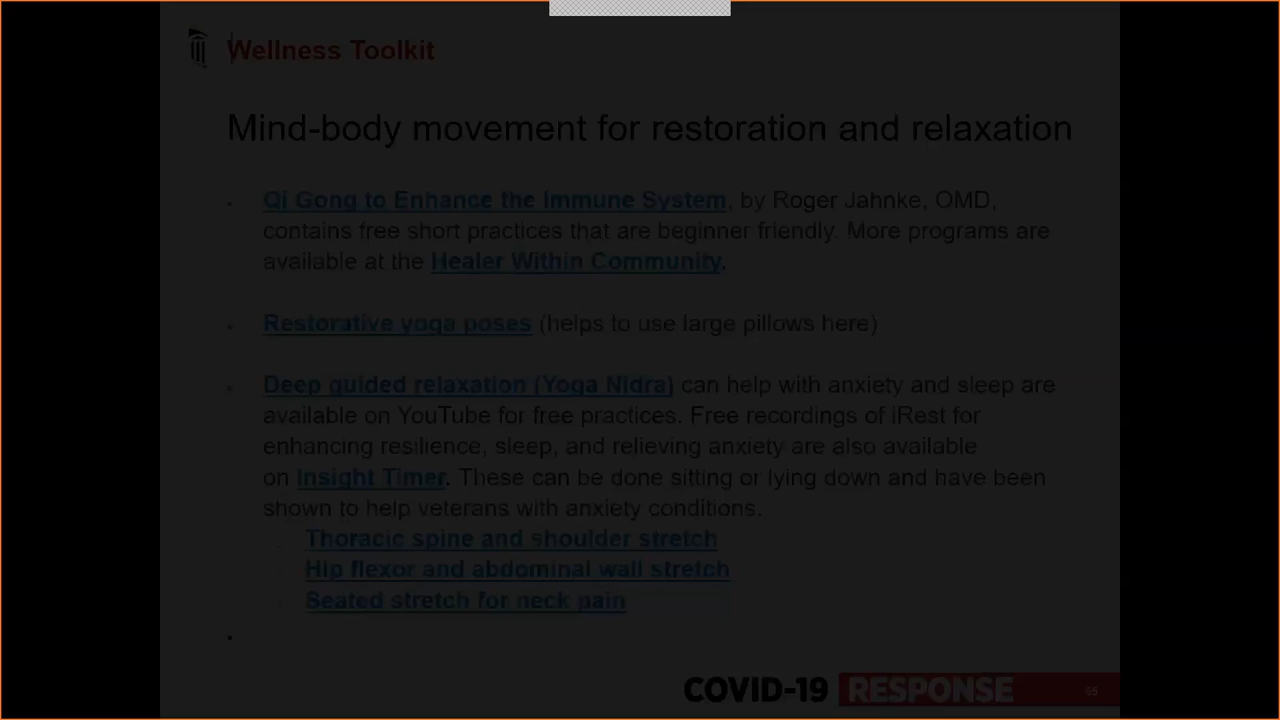 Wellness Toolkit
Mind-body movement for restoration and relaxation
Qi Gong to Enhance the Immune System, by Roger Jahnke, OMD,
contains free short practices that are beginner friendly. More programs are
available at the Healer Within Community.
Restorative yoga poses (helps to use large pillows here)
Deep guided relaxation (Yoga Nidra) can help with anxiety and sleep are
available on YouTube for free practices. Free recordings of iRest for
enhancing resilience, sleep, and relieving anxiety are also available
on Insight Timer. These can be done sitting or lying down and have been
shown to help veterans with anxiety conditions.
Thoracic spine and shoulder stretch
Hip flexor and abdominal wall stretch
Seated stretch for neck pain
COVID-19 RESPONSE 65